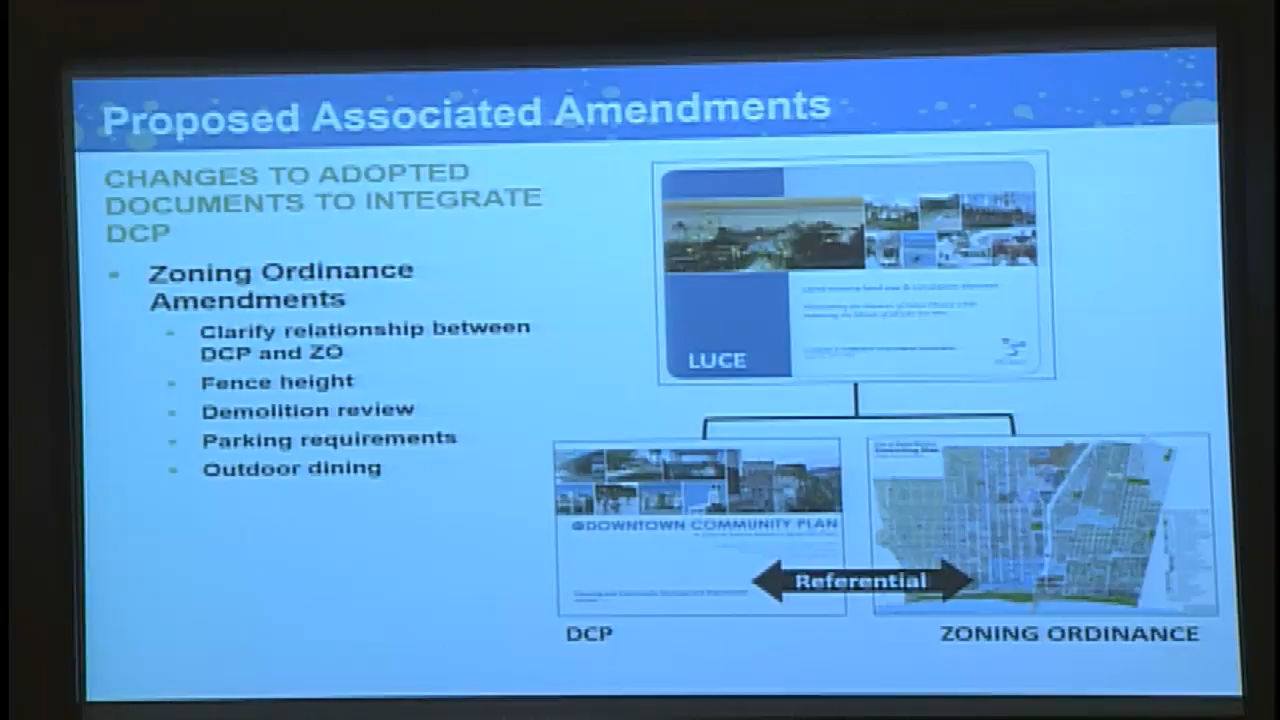 Proposed Associated Amendments
CHANGES TO ADOPTED
DOCUMENTS TO INTEGRATE
DCP
Zoning Ordinance
Amendments
Clarify relationship between
DCP and ZO
Fence height
Demolition review
Parking requirements
Outdoor dining
LUCE
DOWNTOWN COMMUNITY PLAN
Referential
DCP
ZONING ORDINANCE